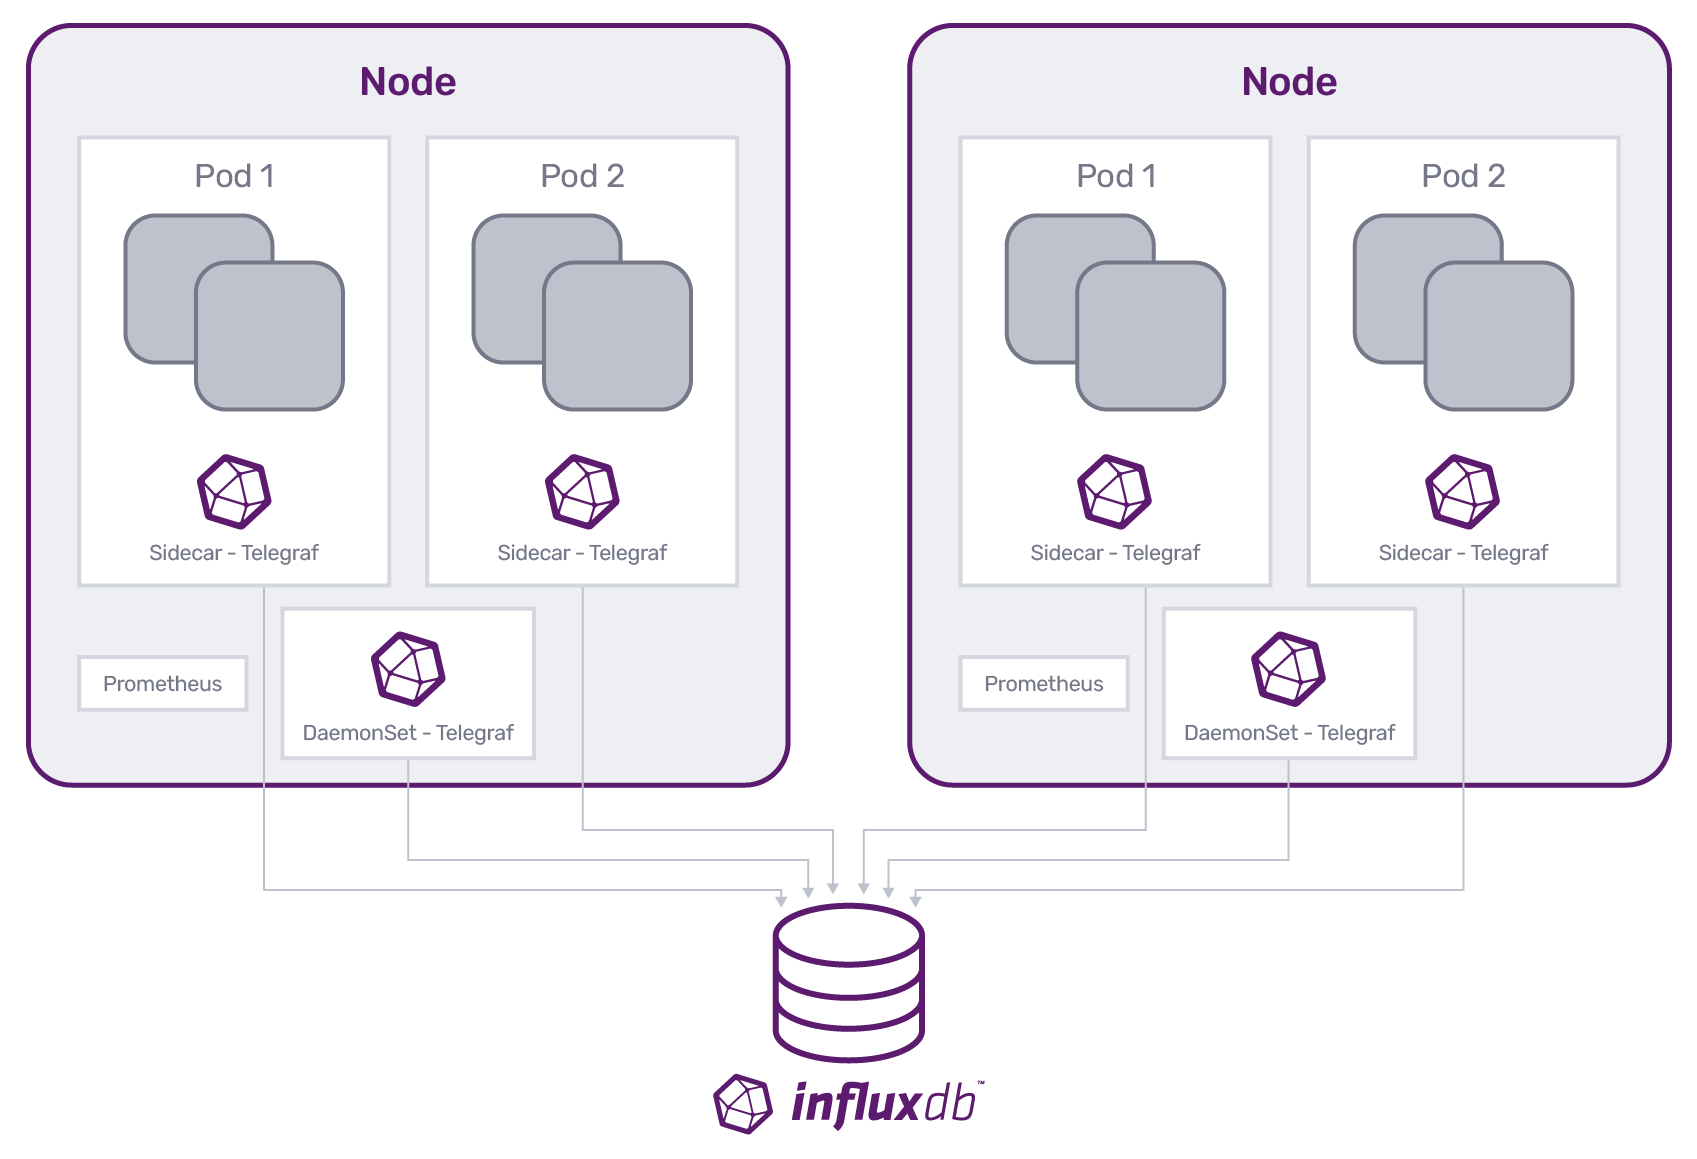 Node
Pod 1
Pod 2
Sidecar - Telegraf
Sidecar - Telegraf
Prometheus
DaemonSet - Telegraf
Node
Pod 1
Pod 2
Sidecar - Telegraf
Sidecar - Telegraf
Prometheus
DaemonSet - Telegraf
influxdb™